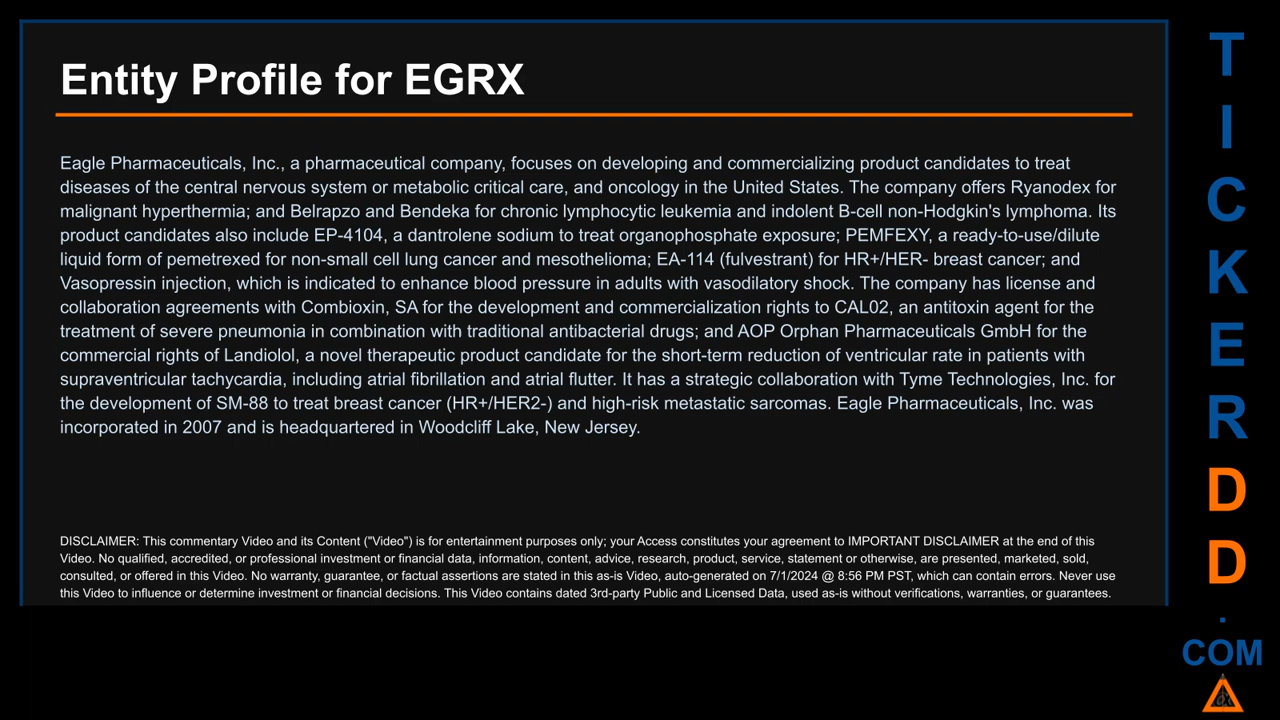 Entity Profile for EGRX
Eagle Pharmaceuticals, Inc., a pharmaceutical company, focuses on developing and commercializing product candidates to treat
diseases of the central nervous system or metabolic critical care, and oncology in the United States. The company offers Ryanodex for
malignant hyperthermia; and Belrapzo and Bendeka for chronic lymphocytic leukemia and indolent B-cell non-Hodgkin's lymphoma. Its
product candidates also include EP-4104, a dantrolene sodium to treat organophosphate exposure; PEMFEXY, a ready-to-use/dilute
liquid form of pemetrexed for non-small cell lung cancer and mesothelioma; EA-114 (fulvestrant) for HR+/HER- breast cancer; and
Vasopressin injection, which is indicated to enhance blood pressure in adults with vasodilatory shock. The company has license and
collaboration agreements with Combioxin, SA for the development and commercialization rights to CAL02, an antitoxin agent for the
treatment of severe pneumonia in combination with traditional antibacterial drugs; and AOP Orphan Pharmaceuticals GmbH for the
commercial rights of Landiolol, a novel therapeutic product candidate for the short-term reduction of ventricular rate in patients with
supraventricular tachycardia, including atrial fibrillation and atrial flutter. It has a strategic collaboration with Tyme Technologies, Inc. for
the development of SM-88 to treat breast cancer (HR+/HER2-) and high-risk metastatic sarcomas. Eagle Pharmaceuticals, Inc. was
incorporated in 2007 and is headquartered in Woodcliff Lake, New Jersey.
DISCLAIMER: This commentary Video and its Content ("Video") is for entertainment purposes only; your Access constitutes your agreement to IMPORTANT DISCLAIMER at the end of this
Video. No qualified, accredited, or professional investment or financial data, information, content, advice, research, product, service, statement or otherwise, are presented, marketed, sold,
consulted, or offered in this Video. No warranty, guarantee, or factual assertions are stated in this as-is Video, auto-generated on 7/1/2024 @ 8:56 PM PST, which can contain errors. Never use
this Video to influence or determine investment or financial decisions. This Video contains dated 3rd-party Public and Licensed Data, used as-is without verifications, warranties, or guarantees.
T
I
C
K
E
R
D
D
.
COM